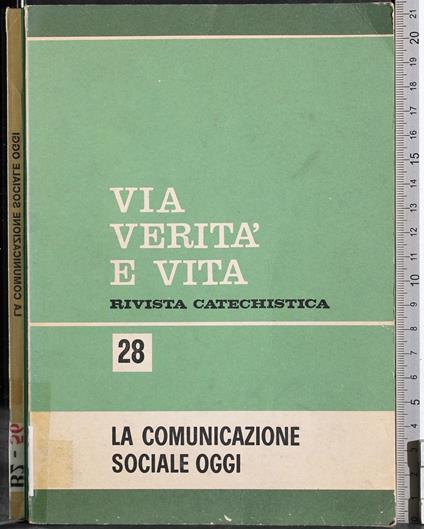 VIA
VERITA'
E VITA
RIVISTA CATECHISTICA
28
LA COMUNICAZIONE
SOCIALE OGGI
LA COMUNICAZIONE SOCIALE OGGI